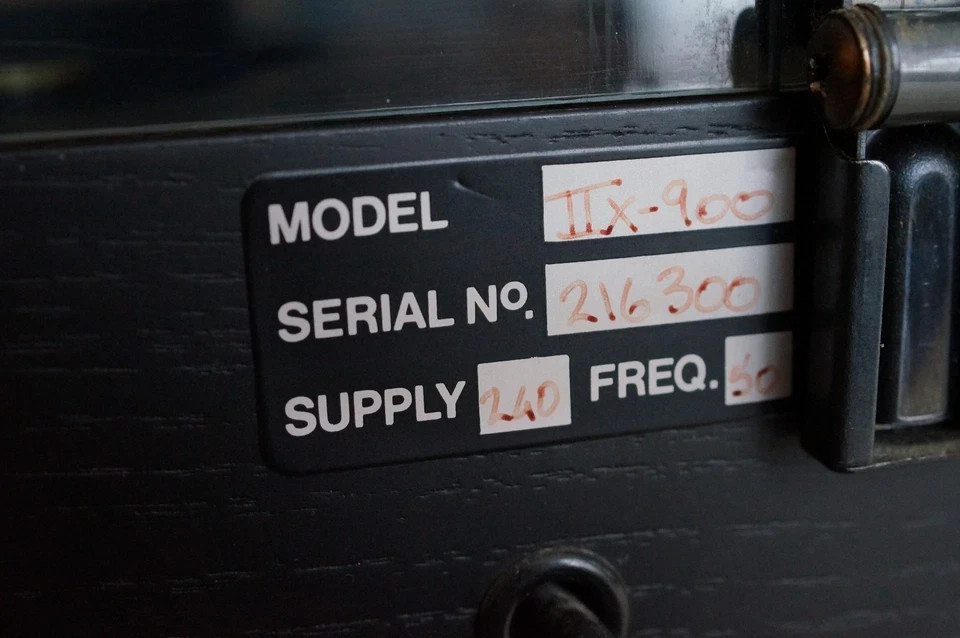 MODEL IIX-900
SERIAL No. 216300
SUPPLY 240 FREQ. 50